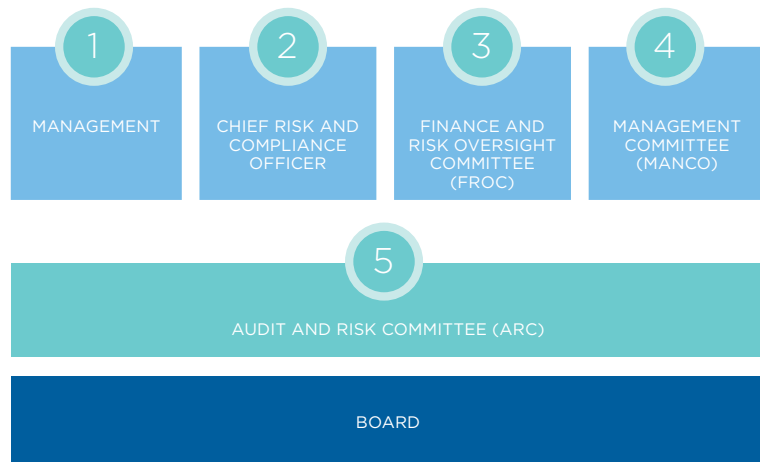 1
MANAGEMENT
2
CHIEF RISK AND
COMPLIANCE
OFFICER
3
FINANCE AND
RISK OVERSIGHT
COMMITTEE
(FROC)
4
MANAGEMENT
COMMITTEE
(MANCO)
5
AUDIT AND RISK COMMITTEE (ARC)
BOARD